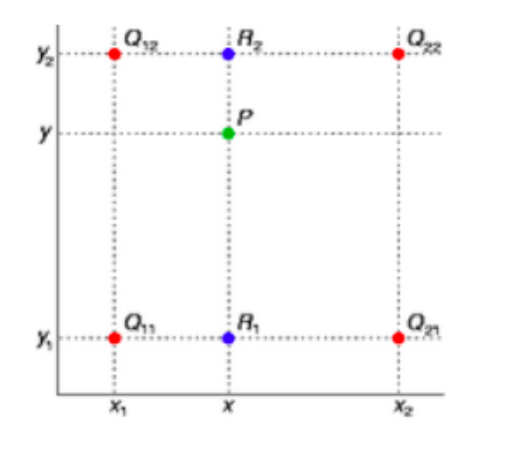 y₂ Q₁₂ R₂ Q₂₂
y P
y₁ Q₁₁ R₁ Q₂₁
x₁ x x₂